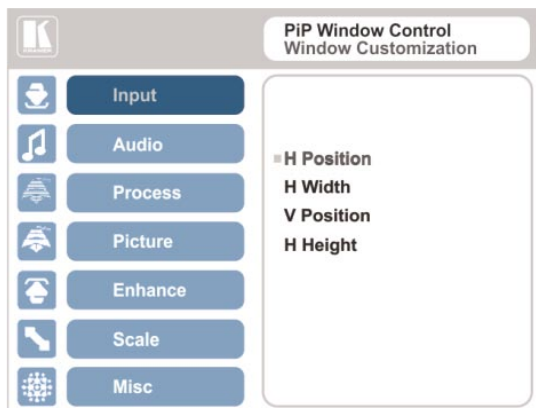 PiP Window Control
Window Customization
Input
Audio
Process
Picture
Enhance
Scale
Misc
H Position
H Width
V Position
H Height